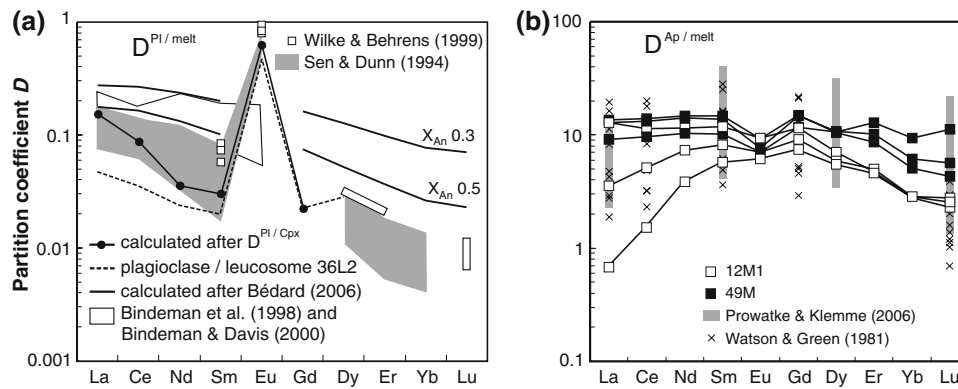 (a)
Partition coefficient D
1
0.1
0.01
0.001
D Pl / melt
Wilke & Behrens (1999)
Sen & Dunn (1994)
X An 0.3
X An 0.5
calculated after D Pl / Cpx
plagioclase / leucosome 36L2
calculated after Bédard (2006)
Bindeman et al. (1998) and
Bindeman & Davis (2000)
La Ce Nd Sm Eu Gd Dy Er Yb Lu
(b)
100
10
1
0.1
D Ap / melt
12M1
49M
Prowatke & Klemme (2006)
Watson & Green (1981)
La Ce Nd Sm Eu Gd Dy Er Yb Lu